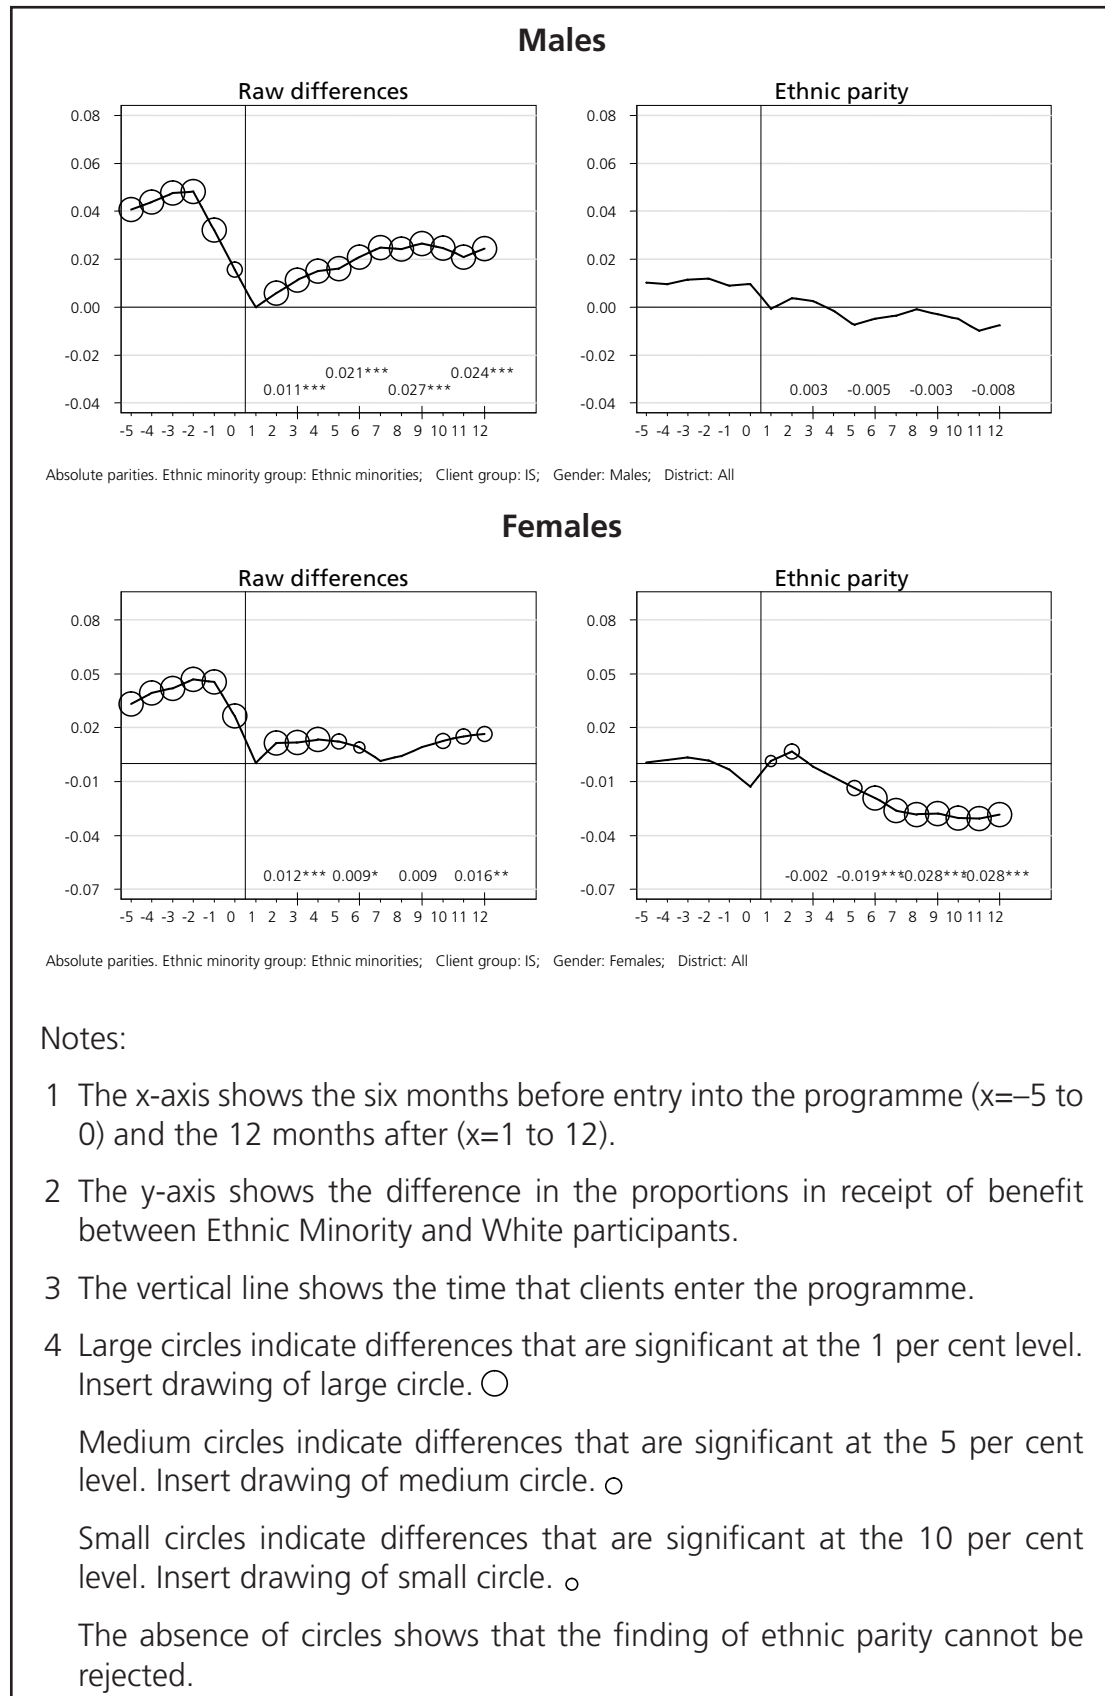 Males
Raw differences
Ethnic parity
0.08
0.06
0.04
0.02
0.00
-0.02
-0.04
0.011***
0.021***
0.027***
0.024***
-5 -4 -3 -2 -1 0 1 2 3 4 5 6 7 8 9 10 11 12
0.08
0.06
0.04
0.02
0.00
-0.02
-0.04
0.003 -0.005 -0.003 -0.008
-5 -4 -3 -2 -1 0 1 2 3 4 5 6 7 8 9 10 11 12
Absolute parities. Ethnic minority group: Ethnic minorities; Client group: IS; Gender: Males; District: All
Females
Raw differences
Ethnic parity
0.08
0.05
0.02
-0.01
-0.04
-0.07
0.012*** 0.009* 0.009 0.016**
-5 -4 -3 -2 -1 0 1 2 3 4 5 6 7 8 9 10 11 12
0.08
0.05
0.02
-0.01
-0.04
-0.07
-0.002 -0.019*** -0.028*** -0.028***
-5 -4 -3 -2 -1 0 1 2 3 4 5 6 7 8 9 10 11 12
Absolute parities. Ethnic minority group: Ethnic minorities; Client group: IS; Gender: Females; District: All
Notes:
1 The x-axis shows the six months before entry into the programme (x=–5 to
0) and the 12 months after (x=1 to 12).
2 The y-axis shows the difference in the proportions in receipt of benefit
between Ethnic Minority and White participants.
3 The vertical line shows the time that clients enter the programme.
4 Large circles indicate differences that are significant at the 1 per cent level.
Insert drawing of large circle.
Medium circles indicate differences that are significant at the 5 per cent
level. Insert drawing of medium circle.
Small circles indicate differences that are significant at the 10 per cent
level. Insert drawing of small circle.
The absence of circles shows that the finding of ethnic parity cannot be
rejected.